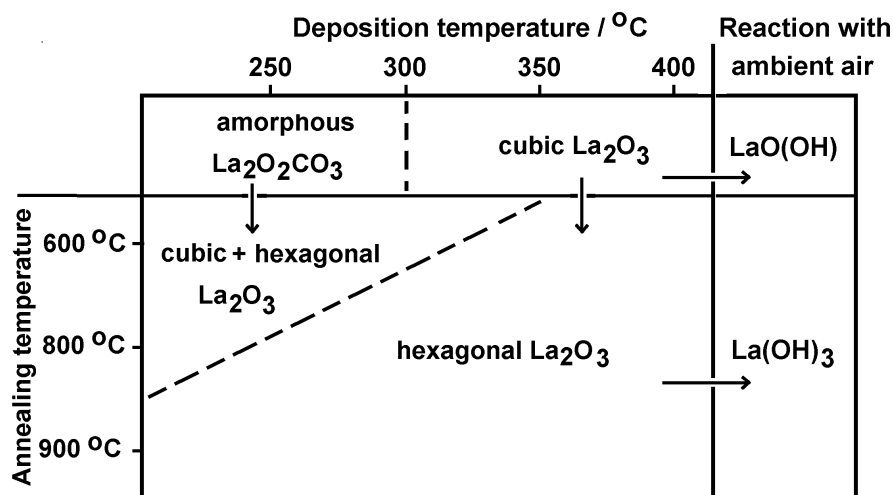 Deposition temperature / °C
Reaction with
ambient air
250 300 350 400
amorphous
La₂O₂CO₃
cubic La₂O₃
LaO(OH)
Annealing temperature
600 °C
cubic + hexagonal
La₂O₃
800 °C
hexagonal La₂O₃
La(OH)₃
900 °C